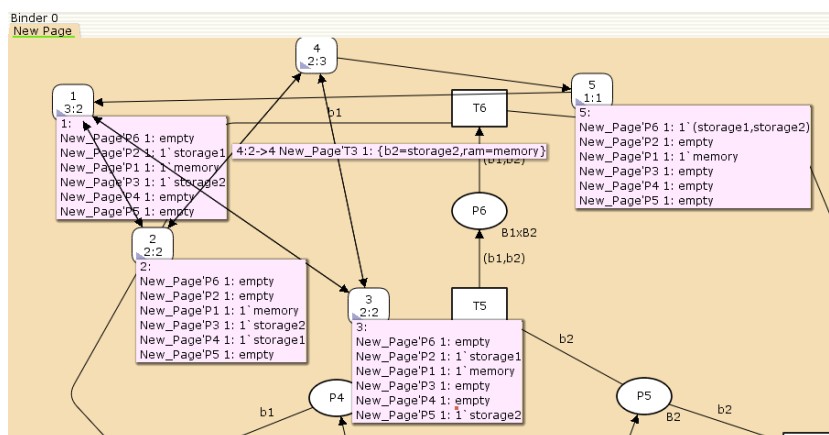 Binder 0
New Page
4
2:3
1
3:2
5
1:1
T6
b1
1:
New_Page'P6 1: empty
New_Page'P2 1: 1`storage1
New_Page'P1 1: 1`memory
New_Page'P3 1: 1`storage2
New_Page'P4 1: empty
New_Page'P5 1: empty
5:
New_Page'P6 1: 1`(storage1,storage2)
New_Page'P2 1: empty
New_Page'P1 1: 1`memory
New_Page'P3 1: empty
New_Page'P4 1: empty
New_Page'P5 1: empty
4:2->4 New_Page'T3 1: {b2=storage2,ram=memory}
(b1,b2)
P6
B1xB2
2
2:2
(b1,b2)
2:
New_Page'P6 1: empty
New_Page'P2 1: empty
New_Page'P1 1: 1`memory
New_Page'P3 1: 1`storage2
New_Page'P4 1: 1`storage1
New_Page'P5 1: empty
3
2:2
T5
3:
New_Page'P6 1: empty
New_Page'P2 1: 1`storage1
New_Page'P1 1: 1`memory
New_Page'P3 1: empty
New_Page'P4 1: empty
New_Page'P5 1: 1`storage2
b2
P4
b1
P5
B2
b2